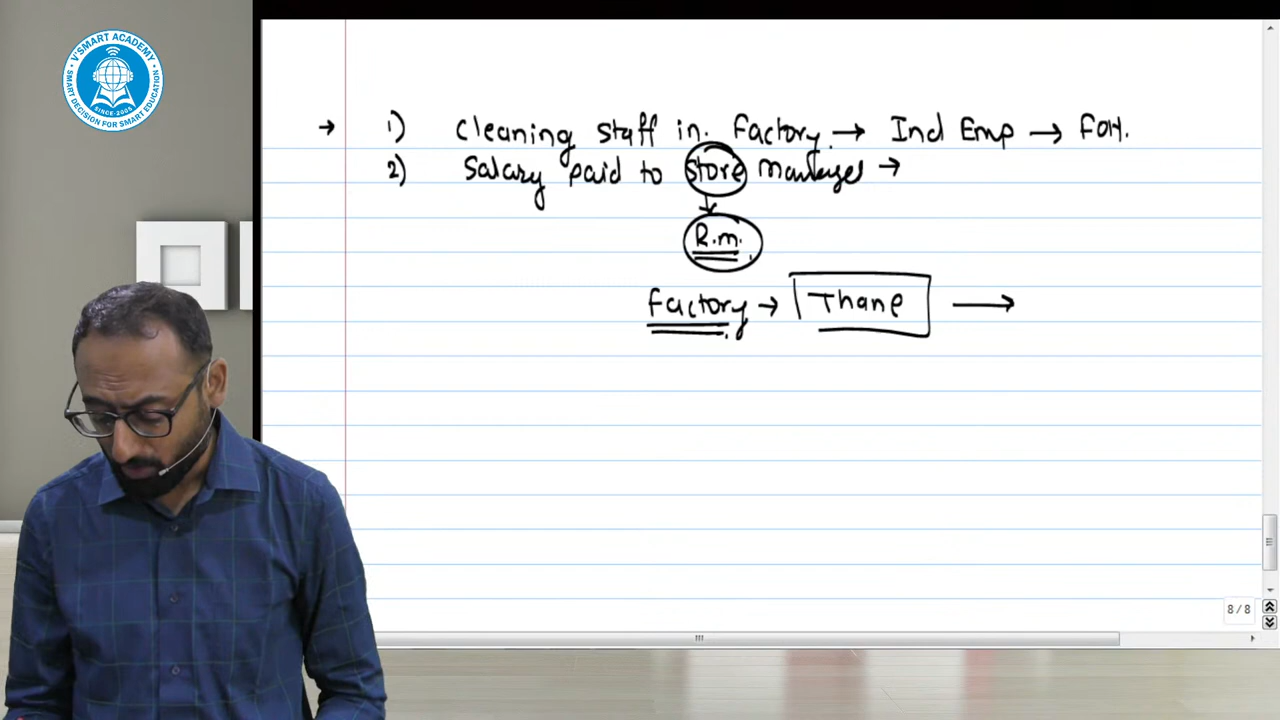 V'SMART ACADEMY
SMART DECISION FOR SMART EDUCATION
SINCE-2005
→ 1) Cleaning staff in. factory. → Ind Emp → FOH.
2) Salary paid to store manager →
R.m.
factory → Thane →
8/8